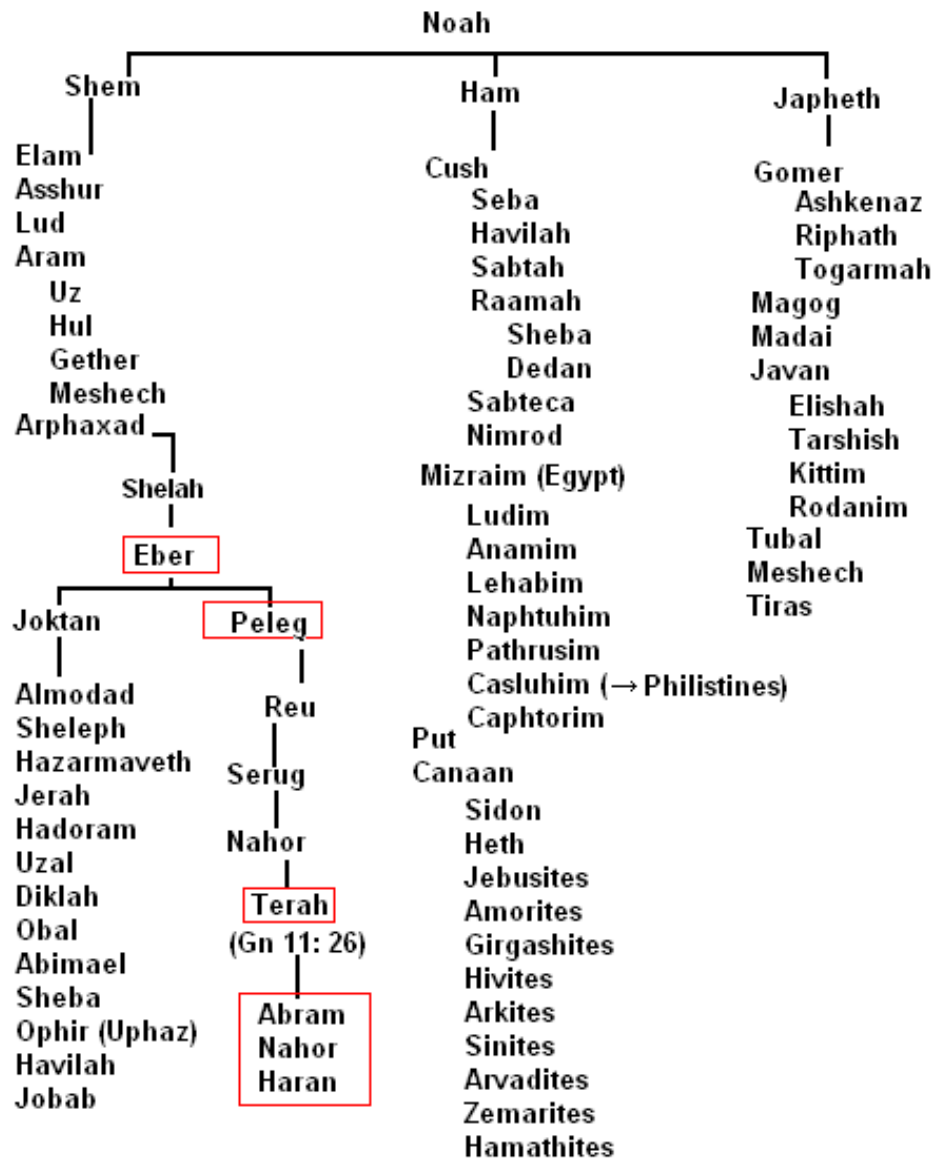 Noah
Shem
Ham
Japheth
Elam
Asshur
Lud
Aram
Uz
Hul
Gether
Meshech
Arphaxad
Shelah
Eber
Joktan
Peleg
Almodad
Sheleph
Hazarmaveth
Jerah
Hadoram
Uzal
Diklah
Obal
Abimael
Sheba
Ophir (Uphaz)
Havilah
Jobab
Reu
Serug
Nahor
Terah
(Gn 11: 26)
Abram
Nahor
Haran
Cush
Seba
Havilah
Sabtah
Raamah
Sheba
Dedan
Sabteca
Nimrod
Mizraim (Egypt)
Ludim
Anamim
Lehabim
Naphtuhim
Pathrusim
Casluhim (→ Philistines)
Caphtorim
Put
Canaan
Sidon
Heth
Jebusites
Amorites
Girgashites
Hivites
Arkites
Sinites
Arvadites
Zemarites
Hamathites
Gomer
Ashkenaz
Riphath
Togarmah
Magog
Madai
Javan
Elishah
Tarshish
Kittim
Rodanim
Tubal
Meshech
Tiras